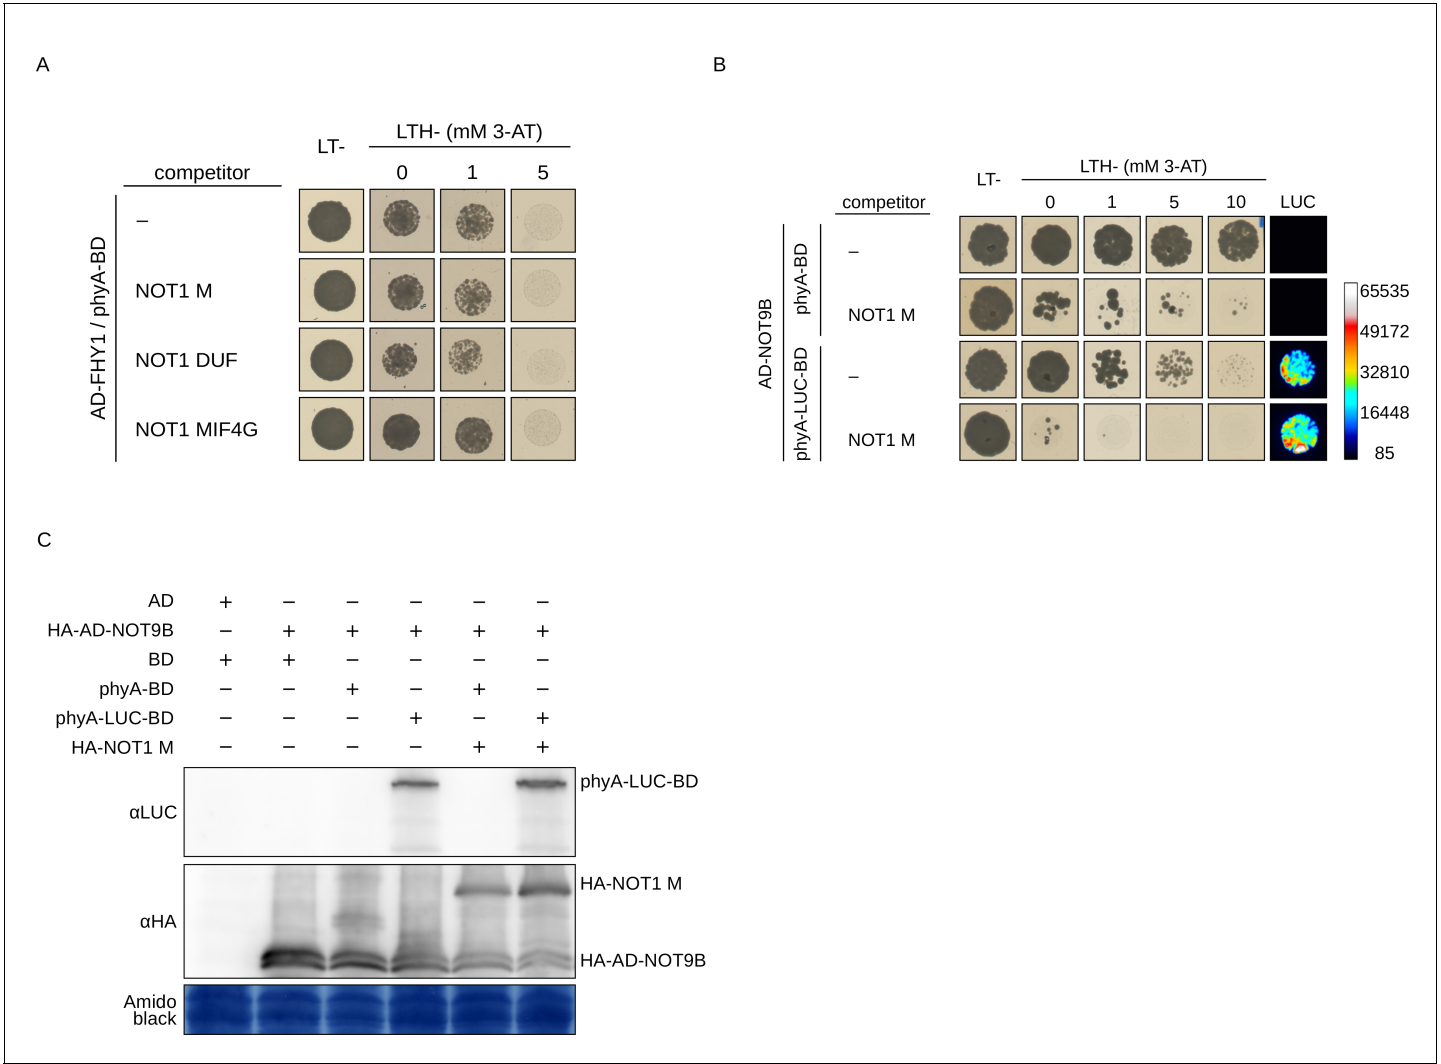 A
LTH- (mM 3-AT)
LT-
competitor
0 1 5
–
NOT1 M
NOT1 DUF
NOT1 MIF4G
AD-FHY1 / phyA-BD
B
LTH- (mM 3-AT)
LT-
competitor
0 1 5 10 LUC
–
NOT1 M
–
NOT1 M
AD-NOT9B
phyA-BD
phyA-LUC-BD
65535
49172
32810
16448
85
C
AD + – – – – –
HA-AD-NOT9B – + + + + +
BD + + – – – –
phyA-BD – – + – + –
phyA-LUC-BD – – – + – +
HA-NOT1 M – – – – + +
αLUC
phyA-LUC-BD
αHA
HA-NOT1 M
HA-AD-NOT9B
Amido
black